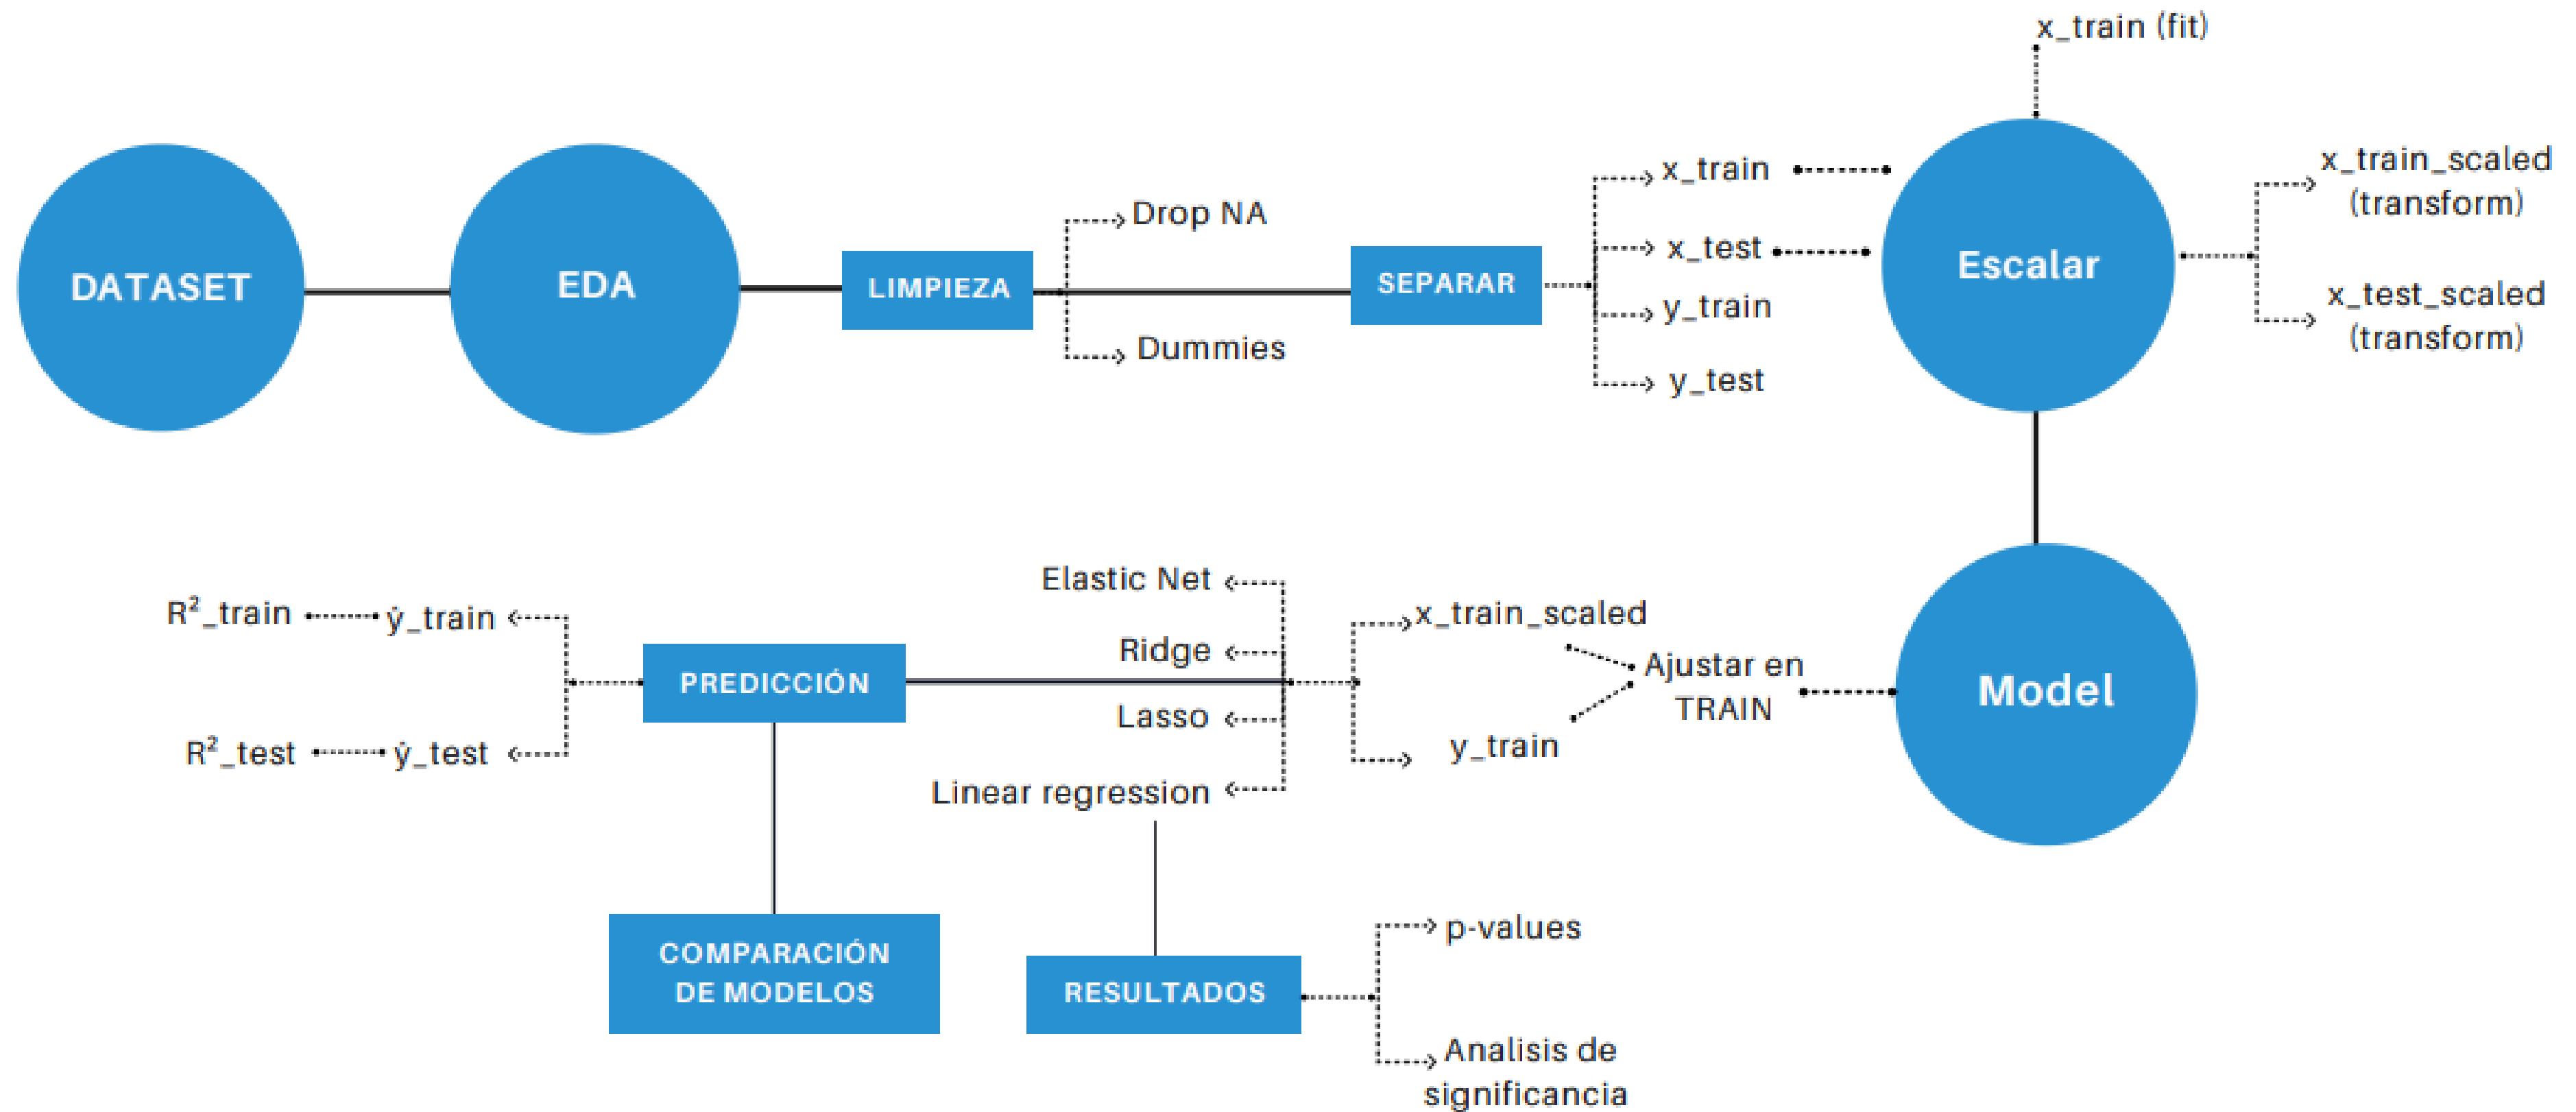 x_train (fit)
DATASET
EDA
LIMPIEZA
Drop NA
Dummies
SEPARAR
x_train
x_test
y_train
y_test
Escalar
x_train_scaled
(transform)
x_test_scaled
(transform)
Model
Ajustar en
TRAIN
x_train_scaled
y_train
Elastic Net
Ridge
Lasso
Linear regression
PREDICCIÓN
ŷ_train
R²_train
ŷ_test
R²_test
COMPARACIÓN
DE MODELOS
RESULTADOS
p-values
Analisis de
significancia